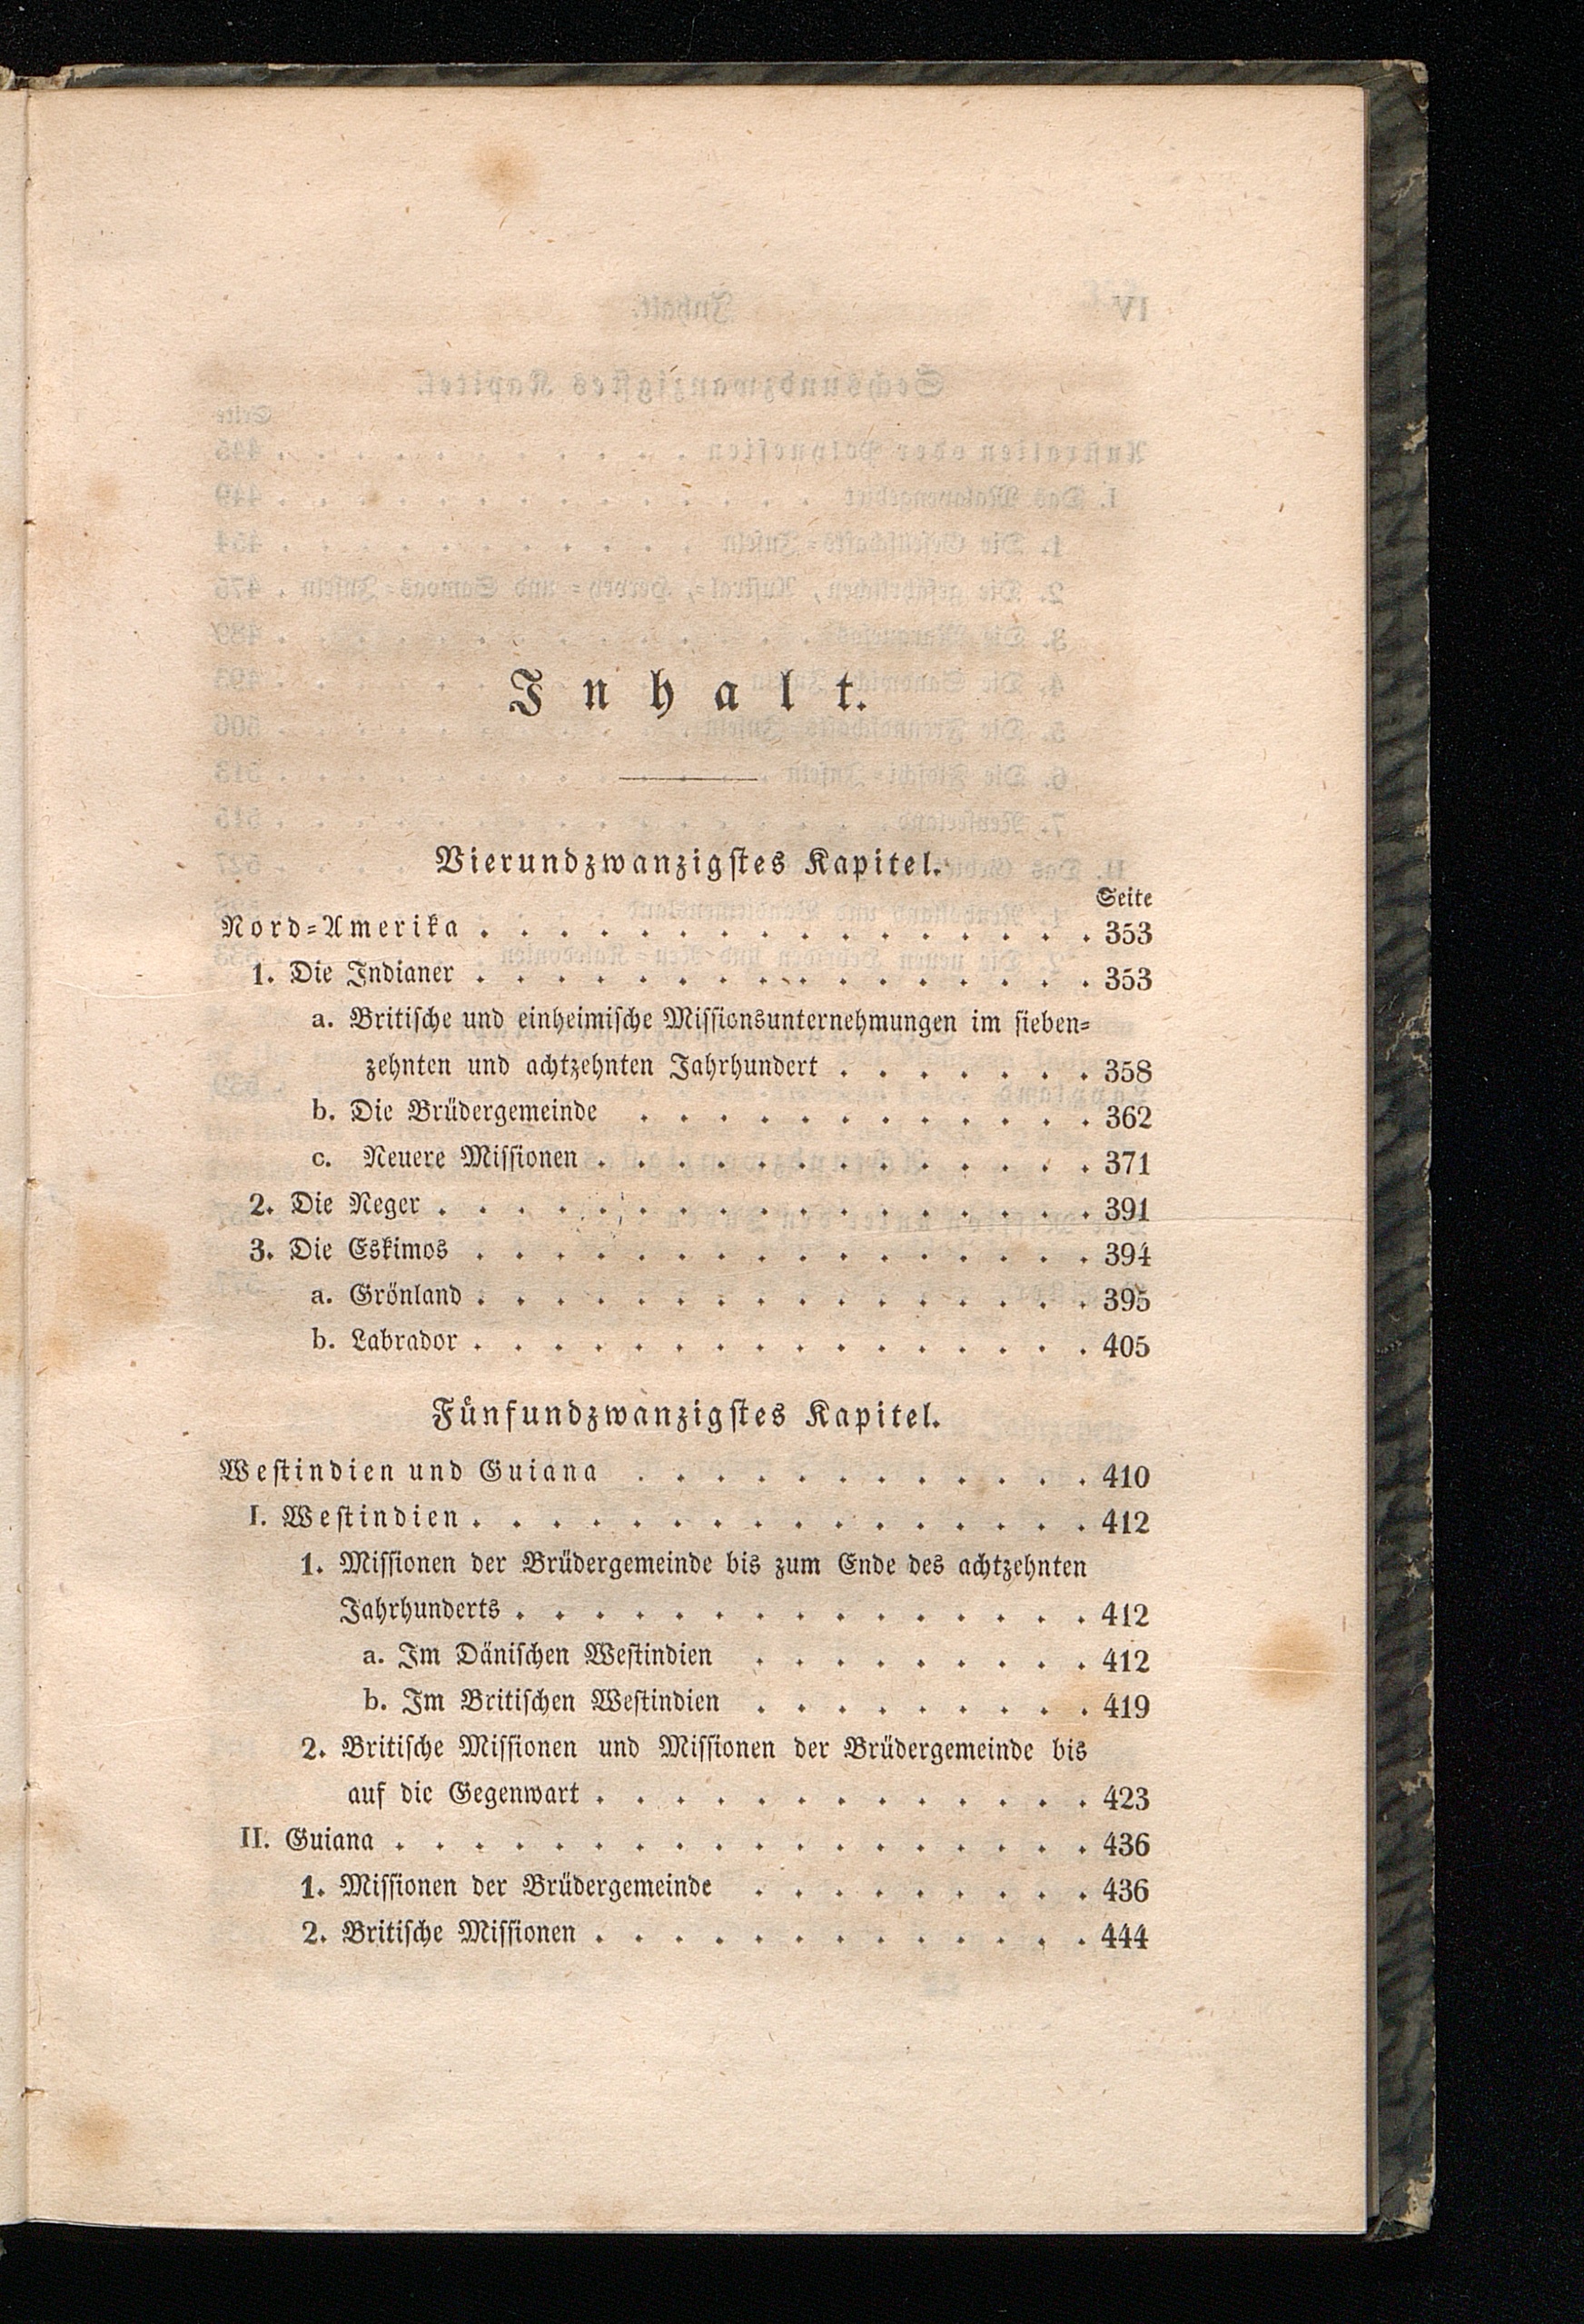 Inhalt.
Vierundzwanzigstes Kapitel.
Seite
Nord-Amerika . . . . . . . . . . . . . . . . 353
1. Die Indianer . . . . . . . . . . . . . . . . 353
a. Britische und einheimische Missionsunternehmungen im sieben-
zehnten und achtzehnten Jahrhundert . . . . . . . 358
b. Die Brüdergemeinde . . . . . . . . . . . . 362
c. Neuere Missionen . . . . . . . . . . . . . 371
2. Die Neger . . . . . . . . . . . . . . . . . 391
3. Die Eskimos . . . . . . . . . . . . . . . . 394
a. Grönland . . . . . . . . . . . . . . . . 395
b. Labrador . . . . . . . . . . . . . . . . 405
Fünfundzwanzigstes Kapitel.
Westindien und Guiana . . . . . . . . . . . . 410
I. Westindien . . . . . . . . . . . . . . . . 412
1. Missionen der Brüdergemeinde bis zum Ende des achtzehnten
Jahrhunderts . . . . . . . . . . . . . . . 412
a. Im Dänischen Westindien . . . . . . . . . 412
b. Im Britischen Westindien . . . . . . . . . 419
2. Britische Missionen und Missionen der Brüdergemeinde bis
auf die Gegenwart . . . . . . . . . . . . . 423
II. Guiana . . . . . . . . . . . . . . . . . . 436
1. Missionen der Brüdergemeinde . . . . . . . . . 436
2. Britische Missionen . . . . . . . . . . . . . 444